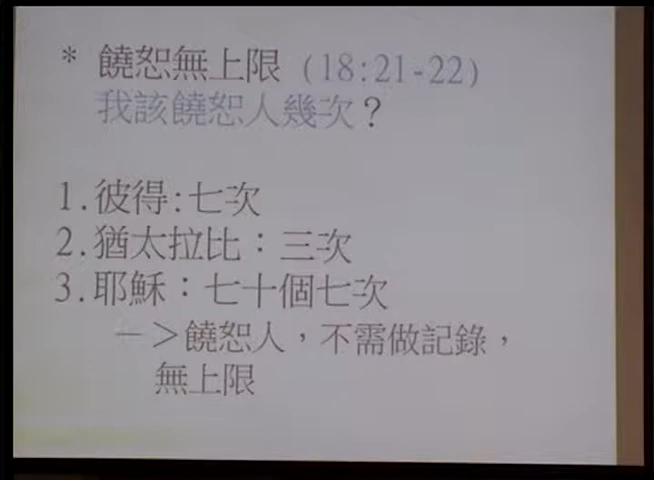 * 饒恕無上限 (18:21-22)
我該饒恕人幾次？
1.彼得:七次
2.猶太拉比：三次
3.耶穌：七十個七次
—＞饒恕人，不需做記錄，
無上限